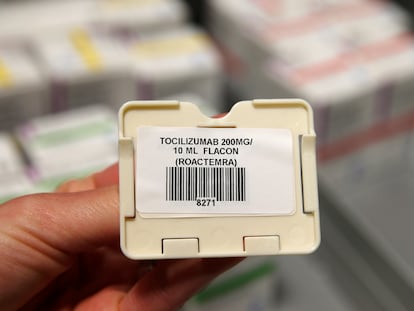 TOCILIZUMAB 200MG/
10 ML FLACON
(ROACTEMRA)
8271